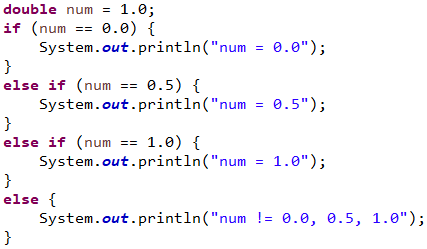 double num = 1.0;
if (num == 0.0) {
    System.out.println("num = 0.0");
}
else if (num == 0.5) {
    System.out.println("num = 0.5");
}
else if (num == 1.0) {
    System.out.println("num = 1.0");
}
else {
    System.out.println("num != 0.0, 0.5, 1.0");
}